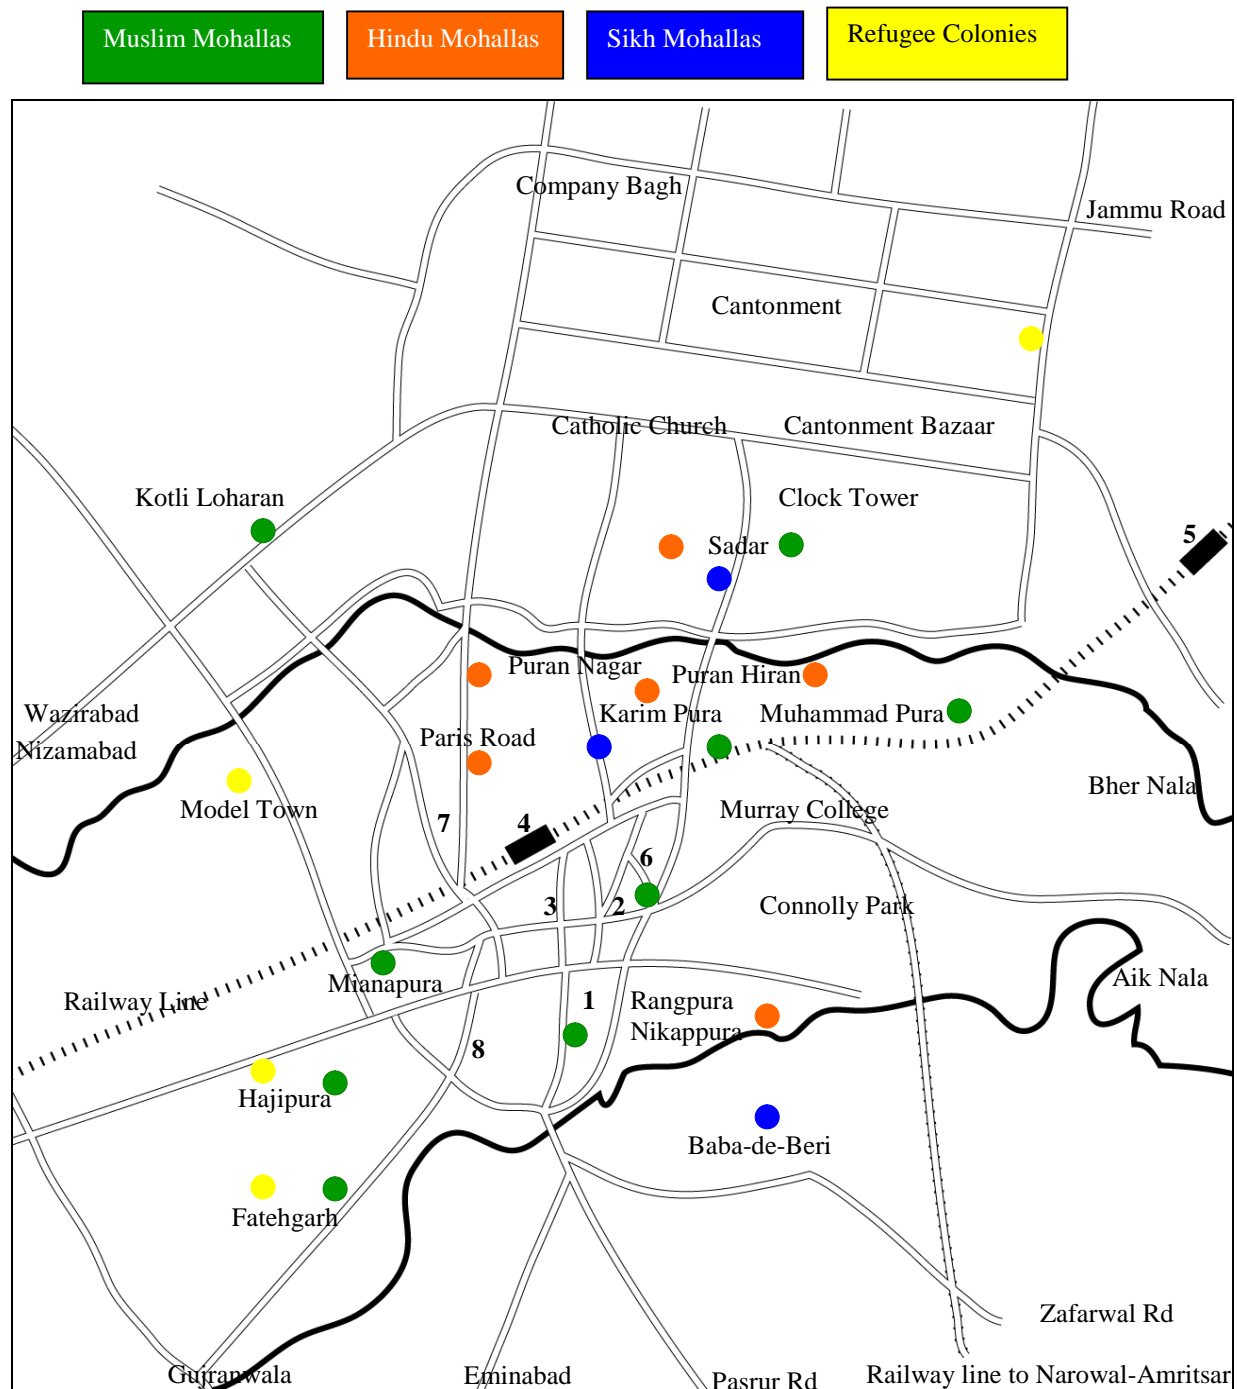 Muslim Mohallas
Hindu Mohallas
Sikh Mohallas
Refugee Colonies
Company Bagh
Jammu Road
Cantonment
Catholic Church
Cantonment Bazaar
Kotli Loharan
Clock Tower
5
Sadar
Puran Nagar
Puran Hiran
Wazirabad
Karim Pura
Muhammad Pura
Nizamabad
Paris Road
Bher Nala
Model Town
7
4
Murray College
6
3
2
Connolly Park
Mianapura
Aik Nala
Railway Line
1
Rangpura
Nikappura
8
Hajipura
Baba-de-Beri
Fatehgarh
Zafarwal Rd
Gujranwala
Eminabad
Pasrur Rd
Railway line to Narowal-Amritsar